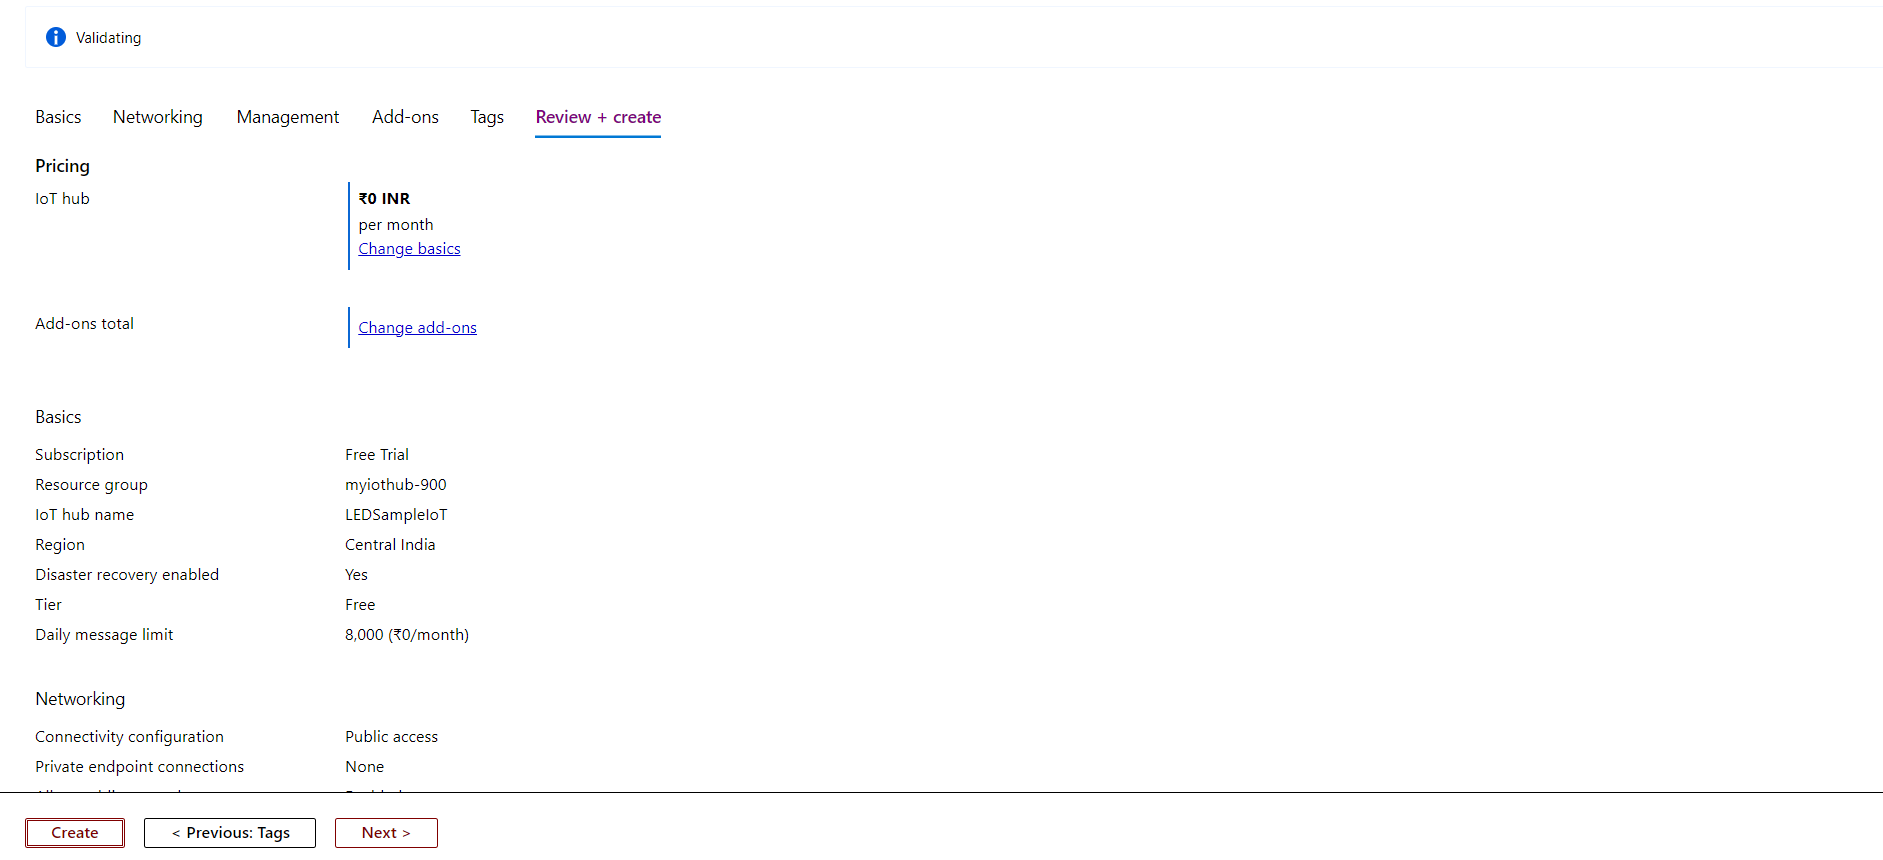 Validating
Basics Networking Management Add-ons Tags Review + create
Pricing
IoT hub ₹0 INR
per month
Change basics
Add-ons total Change add-ons
Basics
Subscription Free Trial
Resource group myiothub-900
IoT hub name LEDSampleIoT
Region Central India
Disaster recovery enabled Yes
Tier Free
Daily message limit 8,000 (₹0/month)
Networking
Connectivity configuration Public access
Private endpoint connections None
Create < Previous: Tags Next >